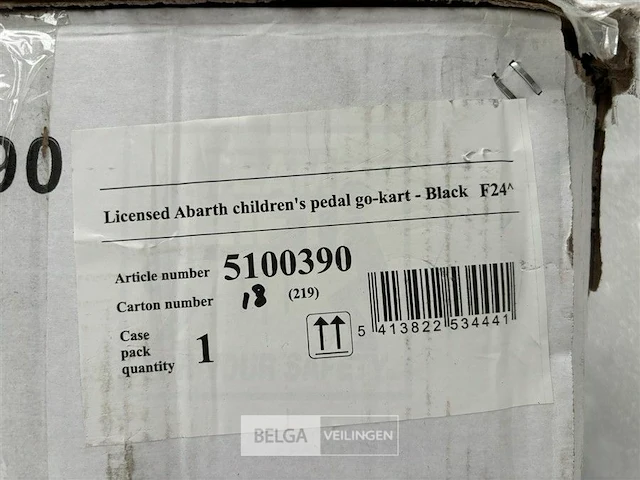 90
Licensed Abarth children's pedal go-kart - Black F24^
Article number 5100390
Carton number 18 (219)
Case
pack
quantity 1
5 413822 534441
BELGA VEILINGEN